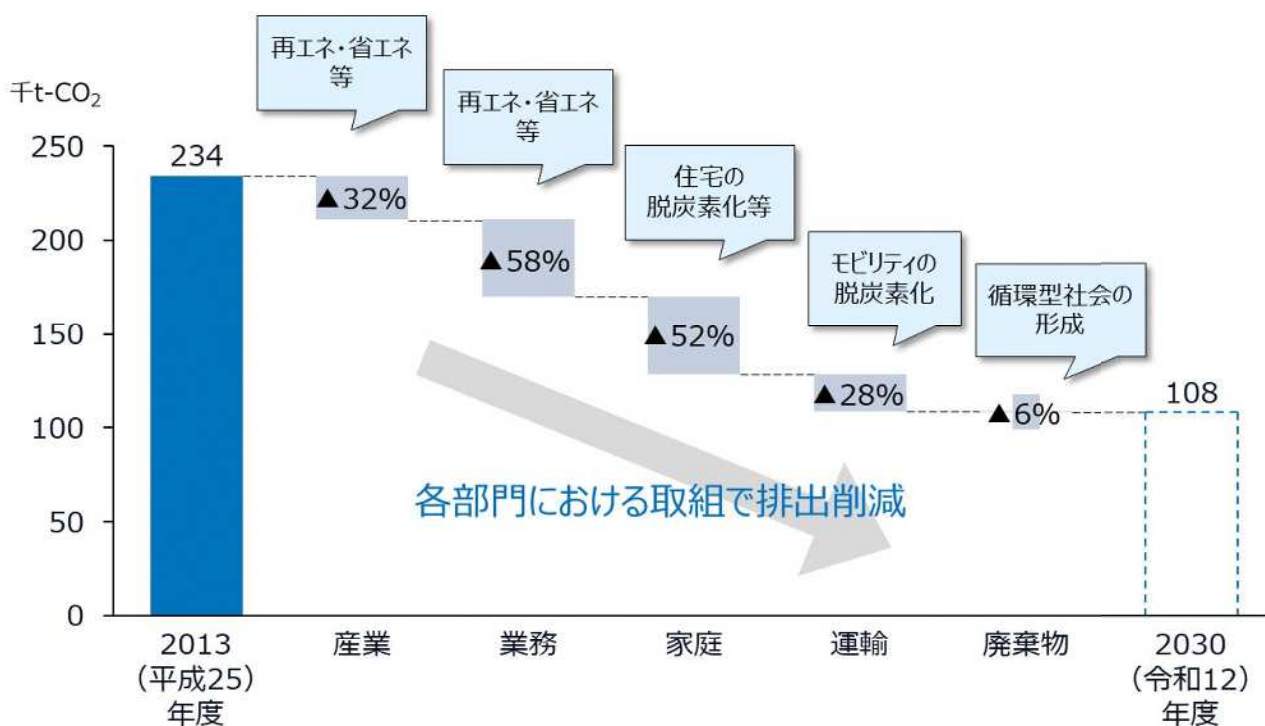 再エネ・省エネ
等
再エネ・省エネ
等
住宅の
脱炭素化等
モビリティの
脱炭素化
循環型社会の
形成
千t-CO₂
250
200
150
100
50
0
234
▲32%
▲58%
▲52%
▲28%
▲6%
108
各部門における取組で排出削減
2013
（平成25）
年度
産業
業務
家庭
運輸
廃棄物
2030
（令和12）
年度